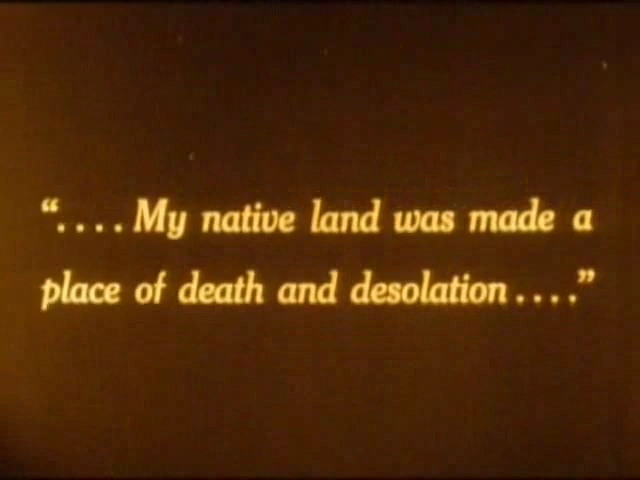 “.... My native land was made a
place of death and desolation ....”